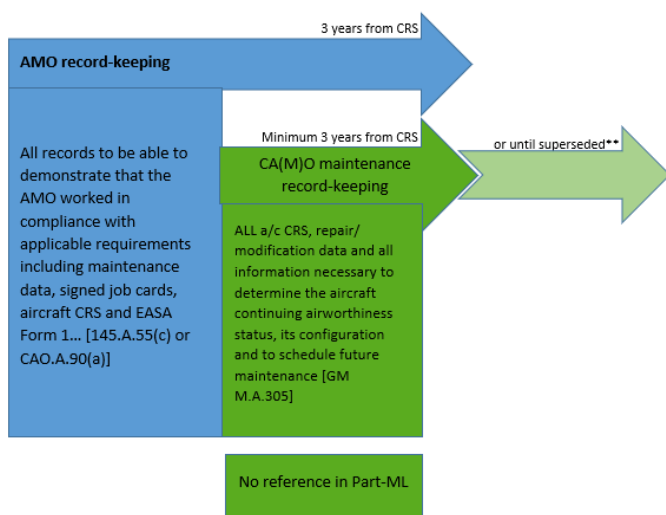 3 years from CRS
AMO record-keeping
Minimum 3 years from CRS
or until superseded**
CA(M)O maintenance
record-keeping
All records to be able to
demonstrate that the
AMO worked in
compliance with
applicable requirements
including maintenance
data, signed job cards,
aircraft CRS and EASA
Form 1... [145.A.55(c) or
CAO.A.90(a)]
ALL a/c CRS, repair/
modification data and all
information necessary to
determine the aircraft
continuing airworthiness
status, its configuration
and to schedule future
maintenance [GM
M.A.305]
No reference in Part-ML